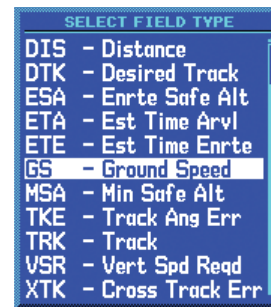 SELECT FIELD TYPE
DIS - Distance
DTK - Desired Track
ESA - Enrte Safe Alt
ETA - Est Time Arvl
ETE - Est Time Enrte
GS - Ground Speed
MSA - Min Safe Alt
TKE - Track Ang Err
TRK - Track
VSR - Vert Spd Reqd
XTK - Cross Track Err